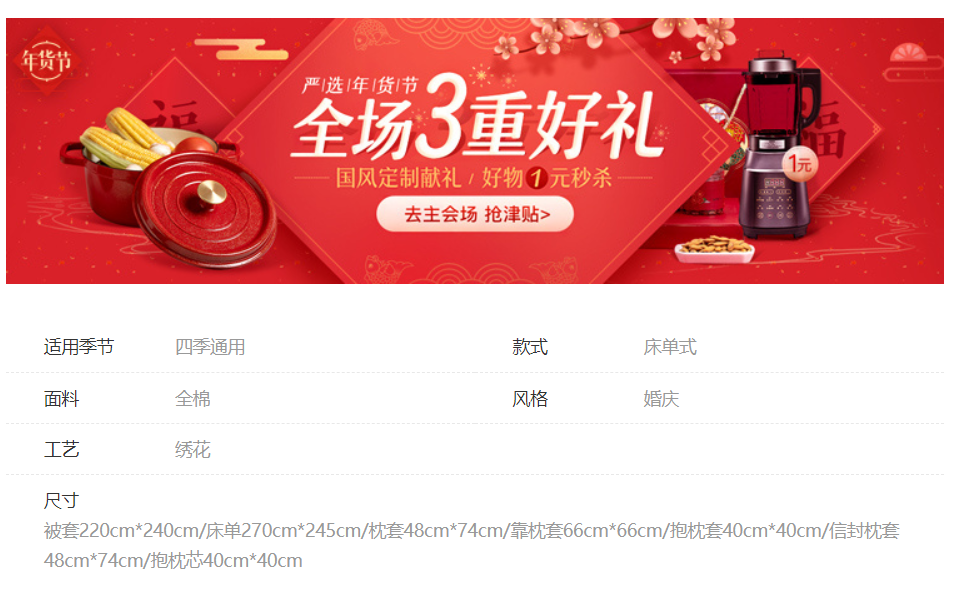 年货节
严选年货节
全场3重好礼
国风定制献礼 / 好物1元秒杀
去主会场 抢津贴>
福
福
1元
适用季节 四季通用 款式 床单式
面料 全棉 风格 婚庆
工艺 绣花
尺寸
被套220cm*240cm/床单270cm*245cm/枕套48cm*74cm/靠枕套66cm*66cm/抱枕套40cm*40cm/信封枕套
48cm*74cm/抱枕芯40cm*40cm